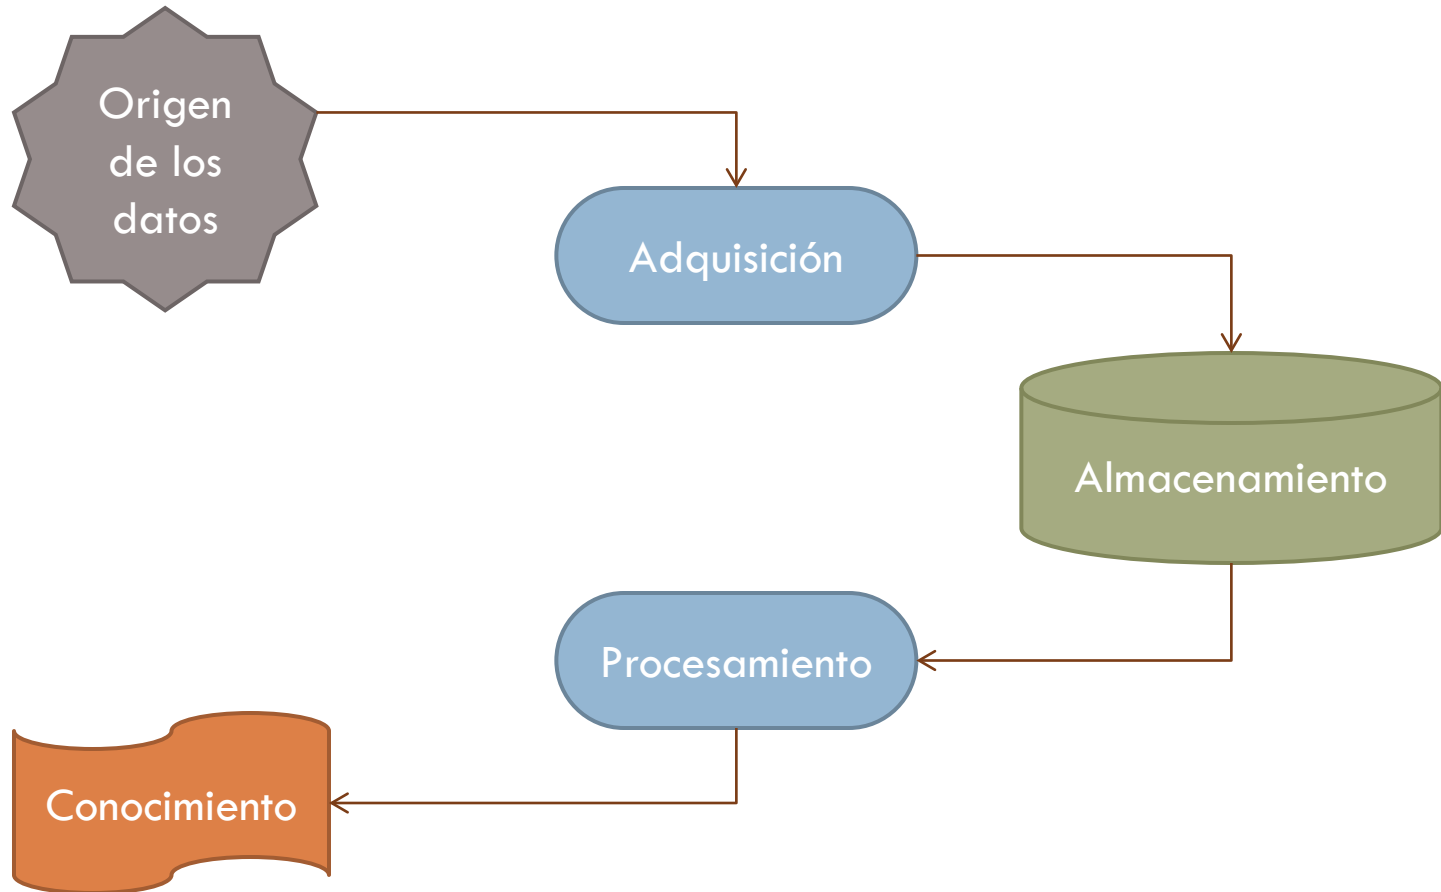 Origen
de los
datos
Adquisición
Almacenamiento
Procesamiento
Conocimiento